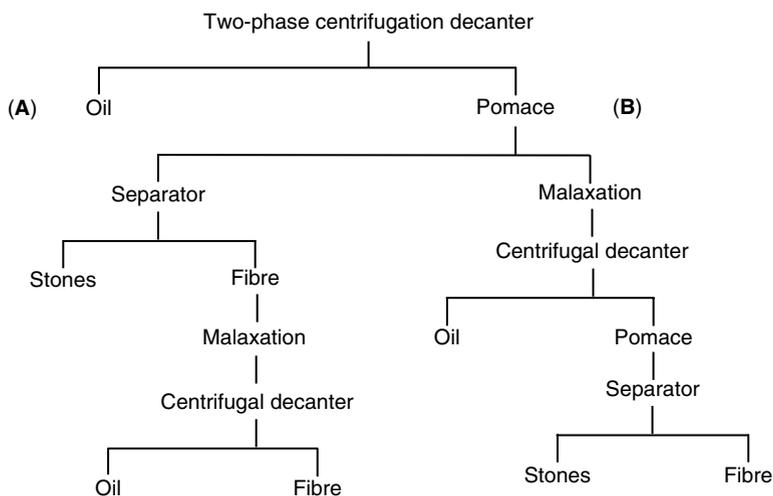 Two-phase centrifugation decanter
(A) Oil Pomace (B)
Separator Malaxation
Centrifugal decanter
Stones Fibre
Malaxation Oil Pomace
Separator
Centrifugal decanter
Stones Fibre
Oil Fibre